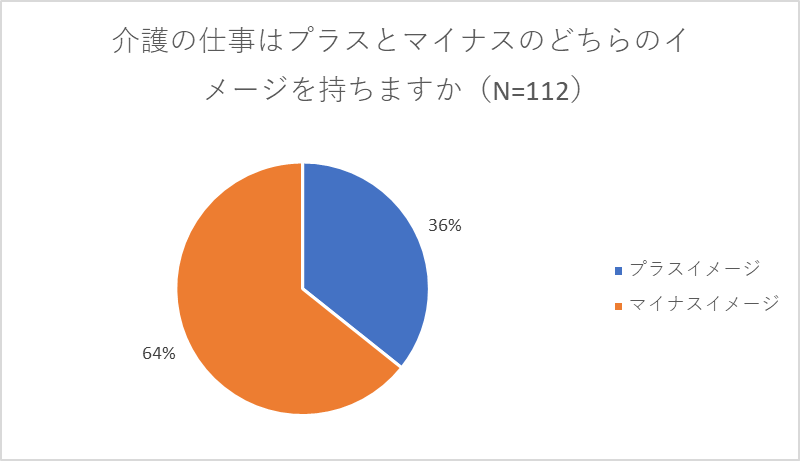 介護の仕事はプラスとマイナスのどちらのイ
メージを持ちますか（N=112）
36%
64%
プラスイメージ
マイナスイメージ